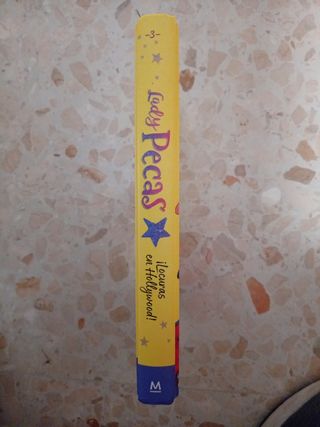 -3-
Lady
Pecas
¡Locuras
en Hollywood!
M